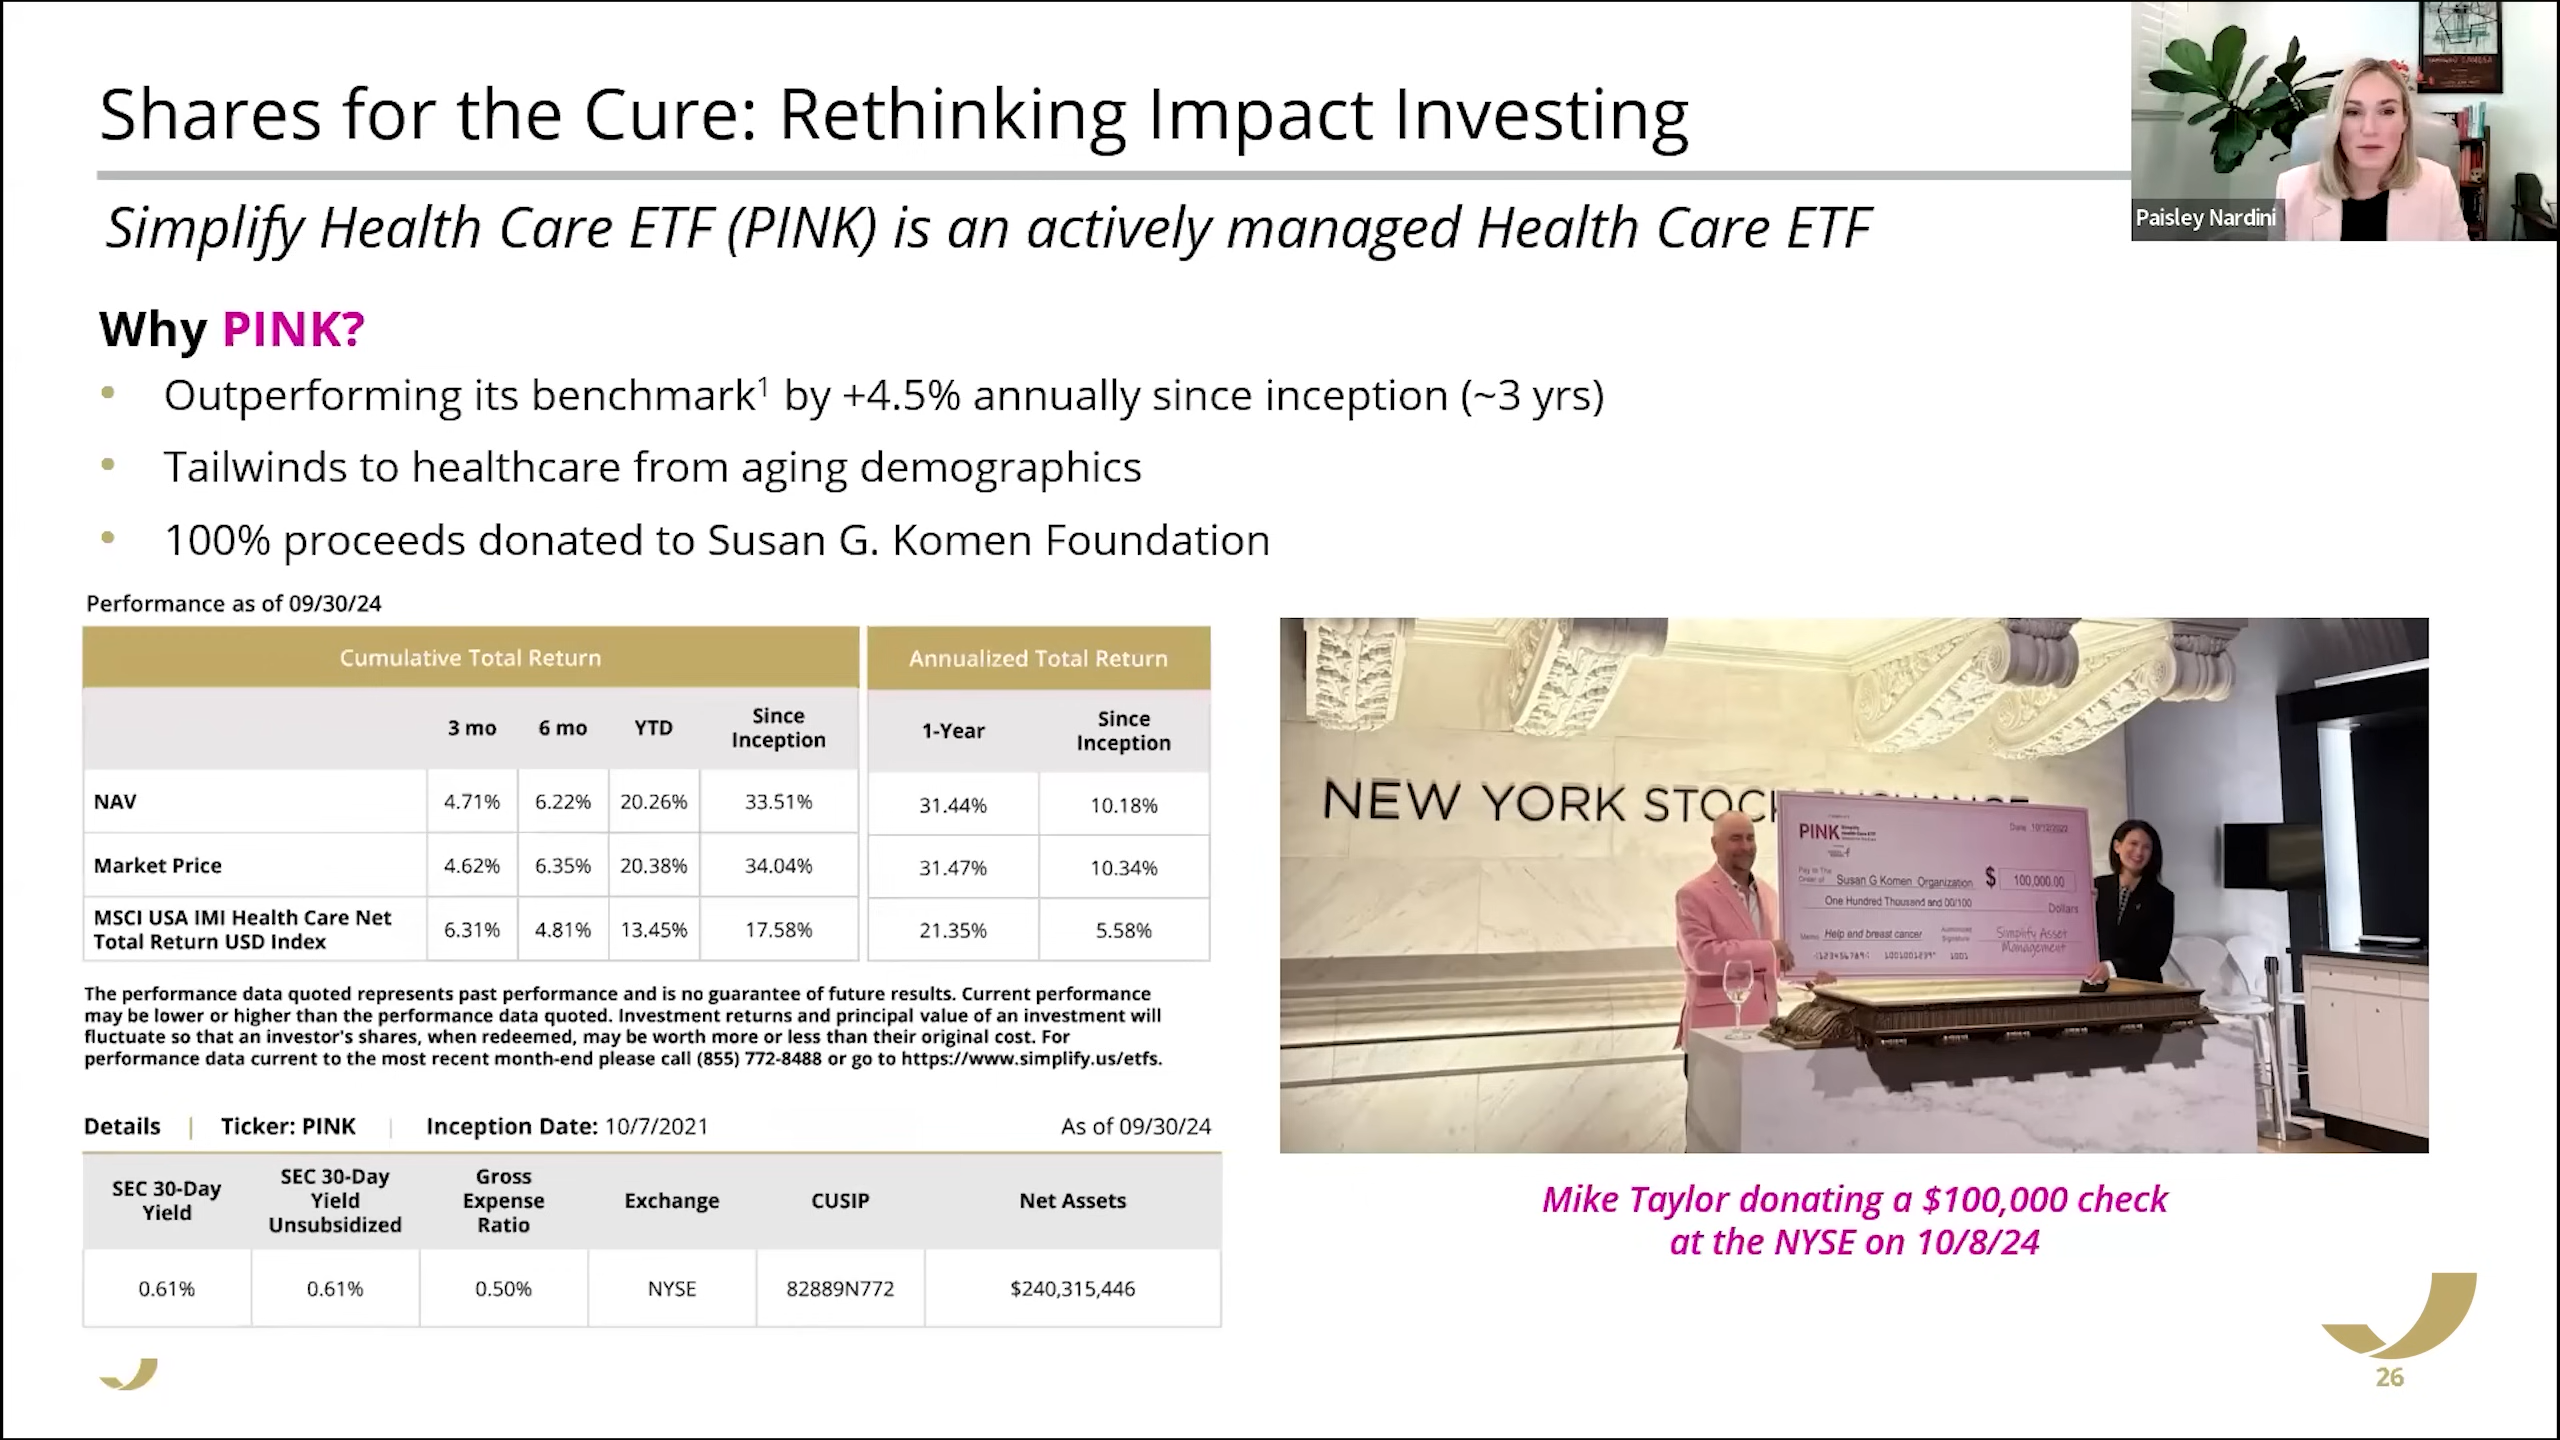 Shares for the Cure: Rethinking Impact Investing
Paisley Nardini
Simplify Health Care ETF (PINK) is an actively managed Health Care ETF
Why PINK?
• Outperforming its benchmark1 by +4.5% annually since inception (~3 yrs)
• Tailwinds to healthcare from aging demographics
• 100% proceeds donated to Susan G. Komen Foundation
Performance as of 09/30/24
Cumulative Total Return Annualized Total Return
3 mo 6 mo YTD Since Inception 1-Year Since Inception
NAV 4.71% 6.22% 20.26% 33.51% 31.44% 10.18%
Market Price 4.62% 6.35% 20.38% 34.04% 31.47% 10.34%
MSCI USA IMI Health Care Net
Total Return USD Index 6.31% 4.81% 13.45% 17.58% 21.35% 5.58%
The performance data quoted represents past performance and is no guarantee of future results. Current performance
may be lower or higher than the performance data quoted. Investment returns and principal value of an investment will
fluctuate so that an investor's shares, when redeemed, may be worth more or less than their original cost. For
performance data current to the most recent month-end please call (855) 772-8488 or go to https://www.simplify.us/etfs.
Details | Ticker: PINK | Inception Date: 10/7/2021 As of 09/30/24
SEC 30-Day Yield SEC 30-Day Yield Unsubsidized Gross Expense Ratio Exchange CUSIP Net Assets
0.61% 0.61% 0.50% NYSE 82889N772 $240,315,446
NEW YORK STOCK
PINK Simplify Health Care ETF
Pay to The Order of Susan G Komen Organization $ 100,000.00
One Hundred Thousand and 00/100 Dollars
Memo Help end breast cancer Simplify Asset Management
Mike Taylor donating a $100,000 check
at the NYSE on 10/8/24
26